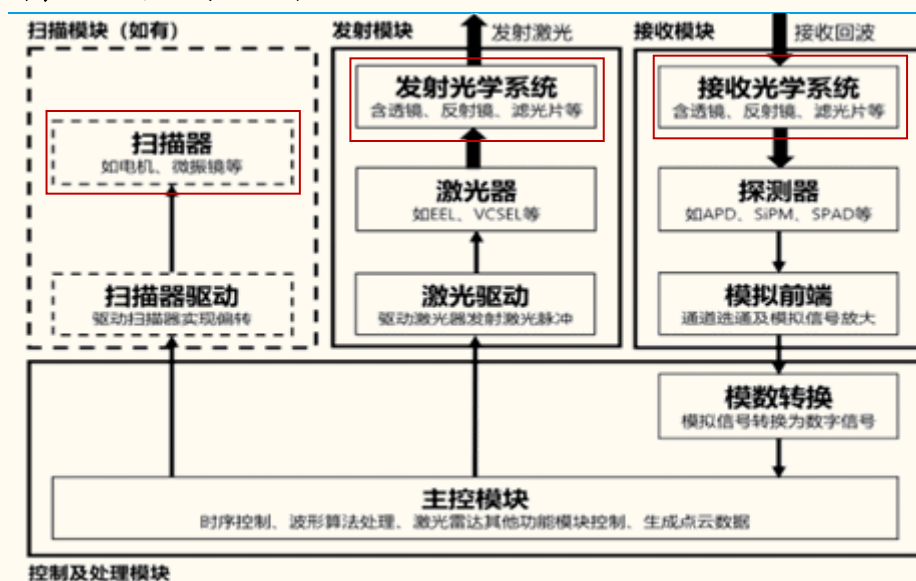 扫描模块（如有）
发射模块
发射激光
接收模块
接收回波
扫描器
如电机、微振镜等
发射光学系统
含透镜、反射镜、滤光片等
接收光学系统
含透镜、反射镜、滤光片等
激光器
如EEL、VCSEL等
探测器
如APD、SiPM、SPAD等
扫描器驱动
驱动扫描器实现偏转
激光驱动
驱动激光器发射激光脉冲
模拟前端
通道选通及模拟信号放大
模数转换
模拟信号转换为数字信号
主控模块
时序控制、波形算法处理、激光雷达其他功能模块控制、生成点云数据
控制及处理模块